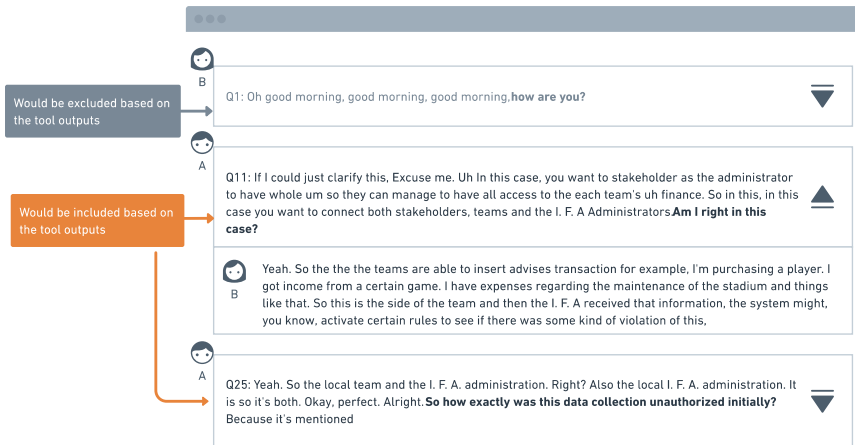 B
Would be excluded based on
the tool outputs
Q1: Oh good morning, good morning, good morning,how are you?
A
Would be included based on
the tool outputs
Q11: If I could just clarify this, Excuse me. Uh In this case, you want to stakeholder as the administrator
to have whole um so they can manage to have all access to the each team's uh finance. So in this, in this
case you want to connect both stakeholders, teams and the I. F. A Administrators.Am I right in this
case?
B
Yeah. So the the the teams are able to insert advises transaction for example, I'm purchasing a player. I
got income from a certain game. I have expenses regarding the maintenance of the stadium and things
like that. So this is the side of the team and then the I. F. A received that information, the system might,
you know, activate certain rules to see if there was some kind of violation of this,
A
Q25: Yeah. So the local team and the I. F. A. administration. Right? Also the local I. F. A. administration. It
is so it's both. Okay, perfect. Alright.So how exactly was this data collection unauthorized initially?
Because it's mentioned